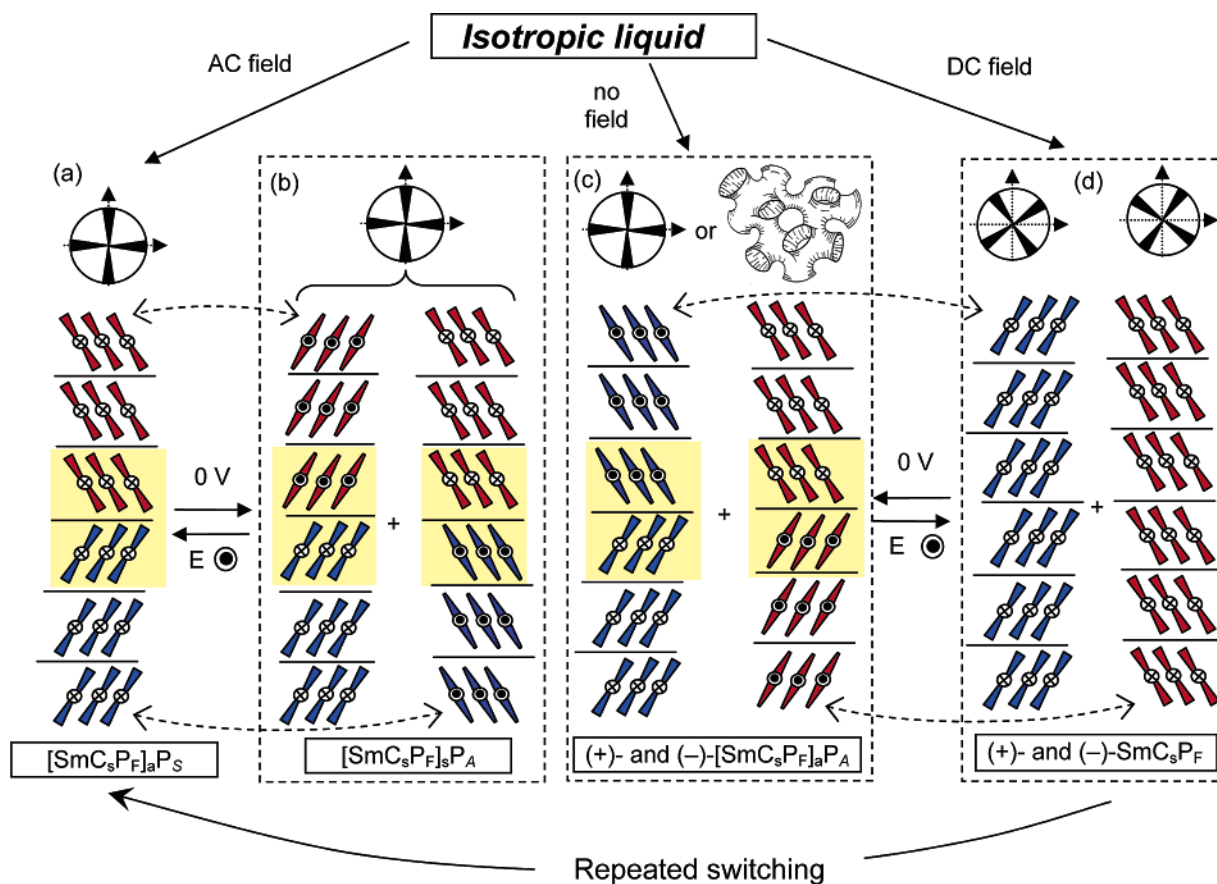 Isotropic liquid
AC field
no
field
DC field
(a)
(b)
(c)
or
(d)
0 V
E
+
+
0 V
E
+
[SmCsPF]aPS
[SmCsPF]sPA
(+)- and (–)-[SmCsPF]aPA
(+)- and (–)-SmCsPF
Repeated switching